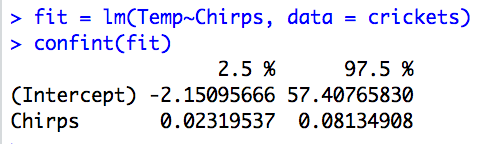 > fit = lm(Temp~Chirps, data = crickets)
> confint(fit)
2.5 % 97.5 %
(Intercept) -2.15095666 57.40765830
Chirps 0.02319537 0.08134908